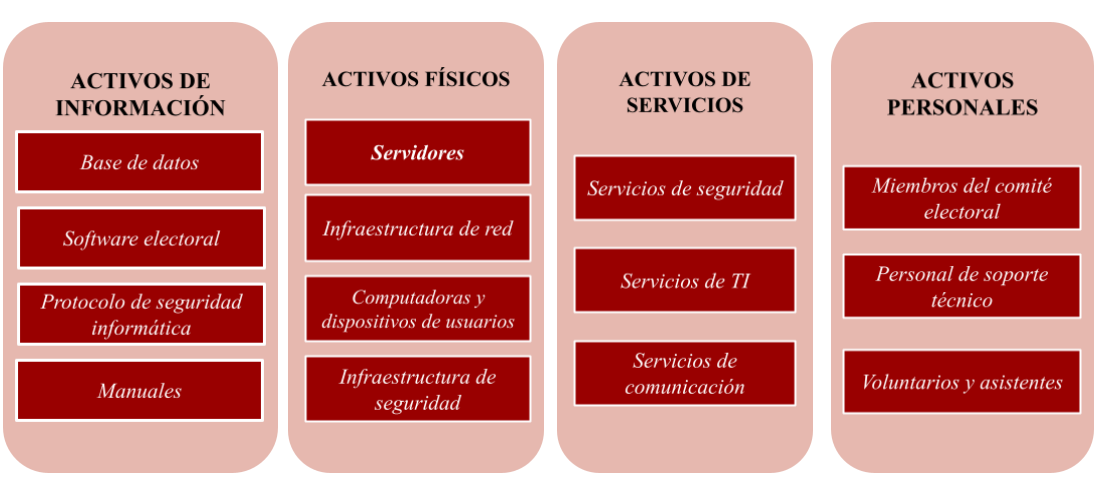 ACTIVOS DE
INFORMACIÓN
Base de datos
Software electoral
Protocolo de seguridad
informática
Manuales
ACTIVOS FÍSICOS
Servidores
Infraestructura de red
Computadoras y
dispositivos de usuarios
Infraestructura de
seguridad
ACTIVOS DE
SERVICIOS
Servicios de seguridad
Servicios de TI
Servicios de
comunicación
ACTIVOS
PERSONALES
Miembros del comité
electoral
Personal de soporte
técnico
Voluntarios y asistentes